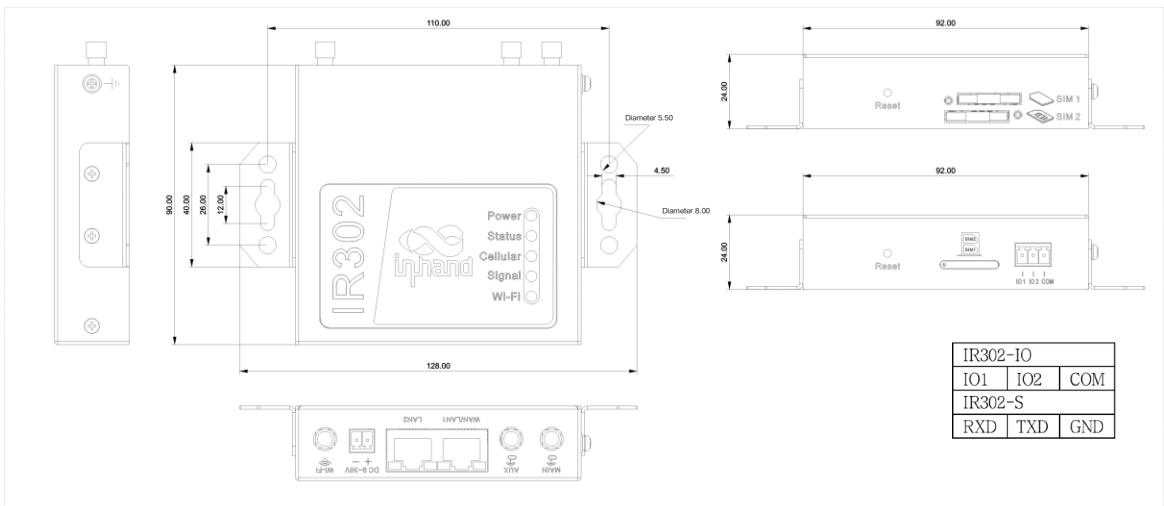 110.00
90.00
40.00
26.00
12.00
Diameter 5.50
4.50
Diameter 8.00
IR302
inhand
Power
Status
Cellular
Signal
Wi-Fi
128.00
LAN2
WAN/LAN1
Wi-Fi
DC 9-36V
AUX
MAIN
92.00
24.00
Reset
SIM 1
SIM 2
92.00
24.00
Reset
SIM2
SIM1
IO1 IO2 COM
IR302-IO
IO1 IO2 COM
IR302-S
RXD TXD GND